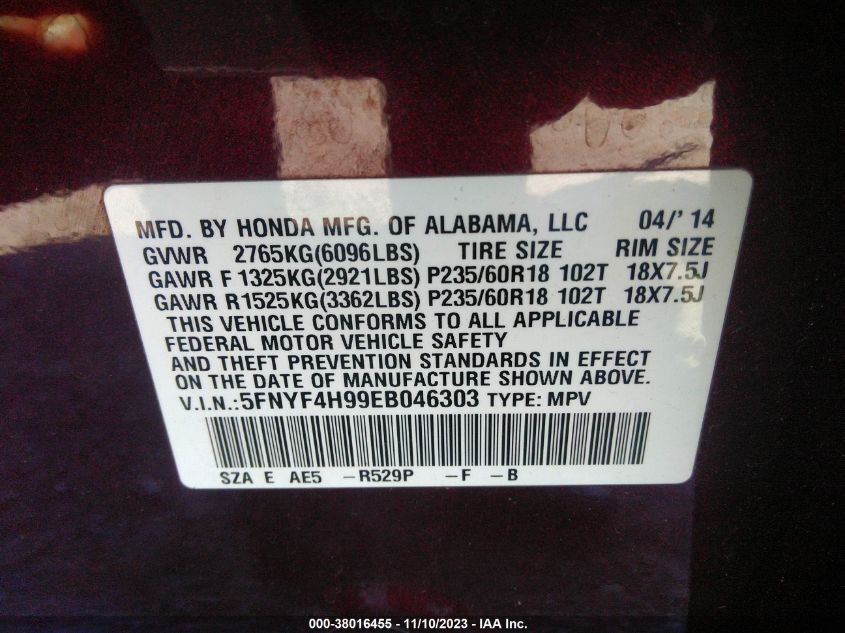 MFD. BY HONDA MFG. OF ALABAMA, LLC 04/'14
GVWR 2765KG(6096LBS) TIRE SIZE RIM SIZE
GAWR F 1325KG(2921LBS) P235/60R18 102T 18X7.5J
GAWR R1525KG(3362LBS) P235/60R18 102T 18X7.5J
THIS VEHICLE CONFORMS TO ALL APPLICABLE
FEDERAL MOTOR VEHICLE SAFETY
AND THEFT PREVENTION STANDARDS IN EFFECT
ON THE DATE OF MANUFACTURE SHOWN ABOVE.
V.I.N.:5FNYF4H99EB046303 TYPE: MPV
SZA E AE5 -R529P -F -B
000-38016455 - 11/10/2023 - IAA Inc.